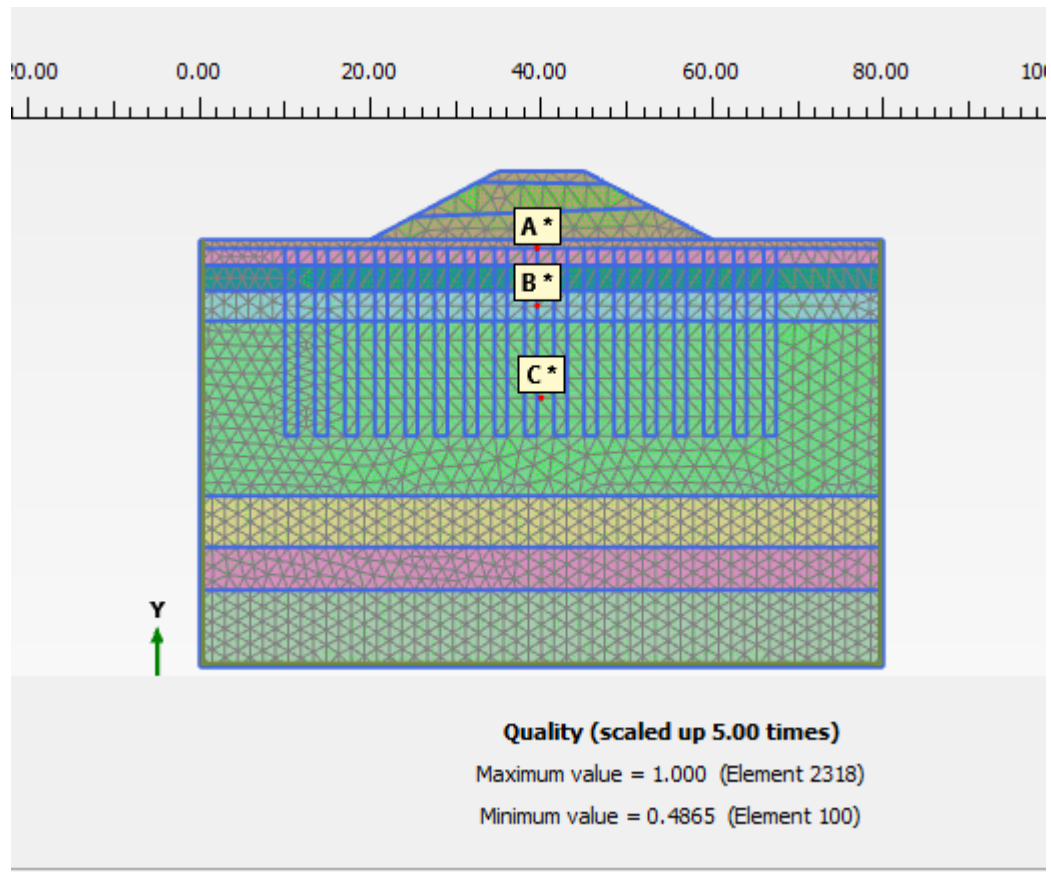 20.00 0.00 20.00 40.00 60.00 80.00
A *
B *
C *
Y
Quality (scaled up 5.00 times)
Maximum value = 1.000 (Element 2318)
Minimum value = 0.4865 (Element 100)